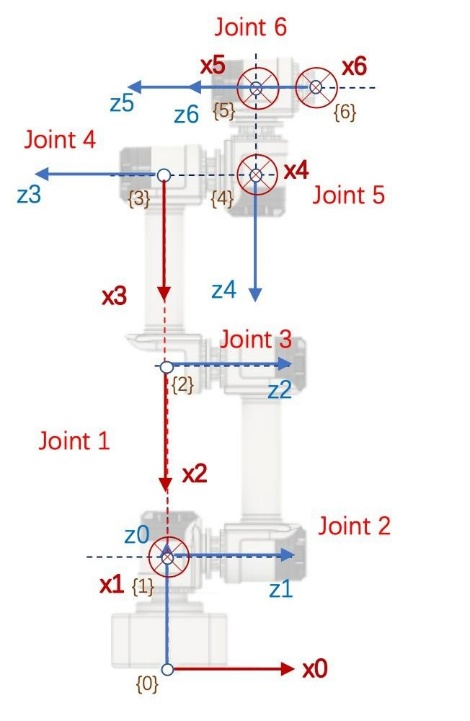 Joint 6
x5
x6
z5
z6
{5}
{6}
Joint 4
x4
z3
{3}
{4}
Joint 5
x3
z4
Joint 3
{2}
z2
Joint 1
x2
z0
Joint 2
x1
{1}
z1
x0
{0}